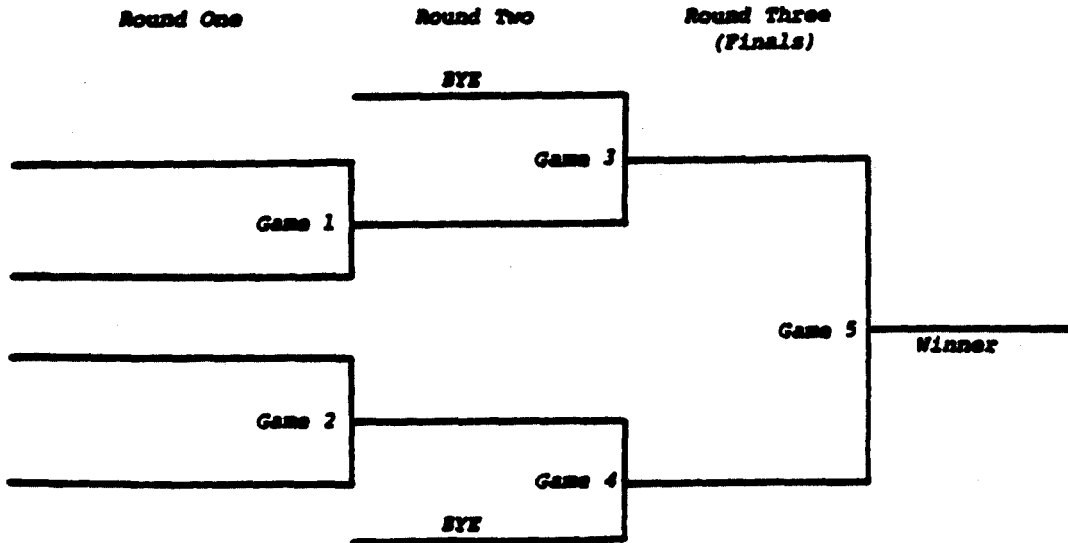 Round One Round Two Round Three
(Finals)
BYE
Game 3
Game 1
Game 5
Winner
Game 2
Game 4
BYE